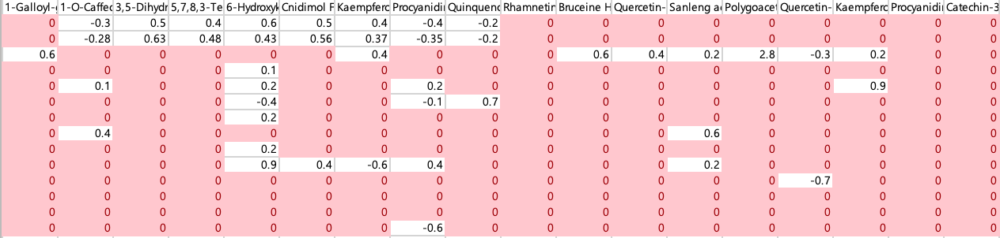 1-Galloyl- 1-O-Caffeo 3,5-Dihydr 5,7,8,3-Te 6-Hydroxyk Cnidimol F Kaempfero Procyanidi Quinqueno Rhamnetin Bruceine H Quercetin- Sanleng a Polygoacet Quercetin- Kaempfero Procyanidi Catechin-3
0 -0.3 0.5 0.4 0.6 0.5 0.4 -0.4 -0.2 0 0 0 0 0 0 0 0 0
0 -0.28 0.63 0.48 0.43 0.56 0.37 -0.35 -0.2 0 0 0 0 0 0 0 0 0
0.6 0 0 0 0 0 0.4 0 0 0 0.6 0.4 0.2 2.8 -0.3 0.2 0 0
0 0 0 0 0.1 0 0 0 0 0 0 0 0 0 0 0 0 0
0 0.1 0 0 0.2 0 0 0.2 0 0 0 0 0 0 0 0.9 0 0
0 0 0 0 -0.4 0 0 -0.1 0.7 0 0 0 0 0 0 0 0 0
0 0 0 0 0.2 0 0 0 0 0 0 0 0 0 0 0 0 0
0 0.4 0 0 0 0 0 0 0 0 0 0 0.6 0 0 0 0 0
0 0 0 0 0.2 0 0 0 0 0 0 0 0 0 0 0 0 0
0 0 0 0 0.9 0.4 -0.6 0.4 0 0 0 0 0.2 0 0 0 0 0
0 0 0 0 0 0 0 0 0 0 0 0 0 0 -0.7 0 0 0
0 0 0 0 0 0 0 0 0 0 0 0 0 0 0 0 0 0
0 0 0 0 0 0 0 0 0 0 0 0 0 0 0 0 0 0
0 0 0 0 0 0 0 -0.6 0 0 0 0 0 0 0 0 0 0